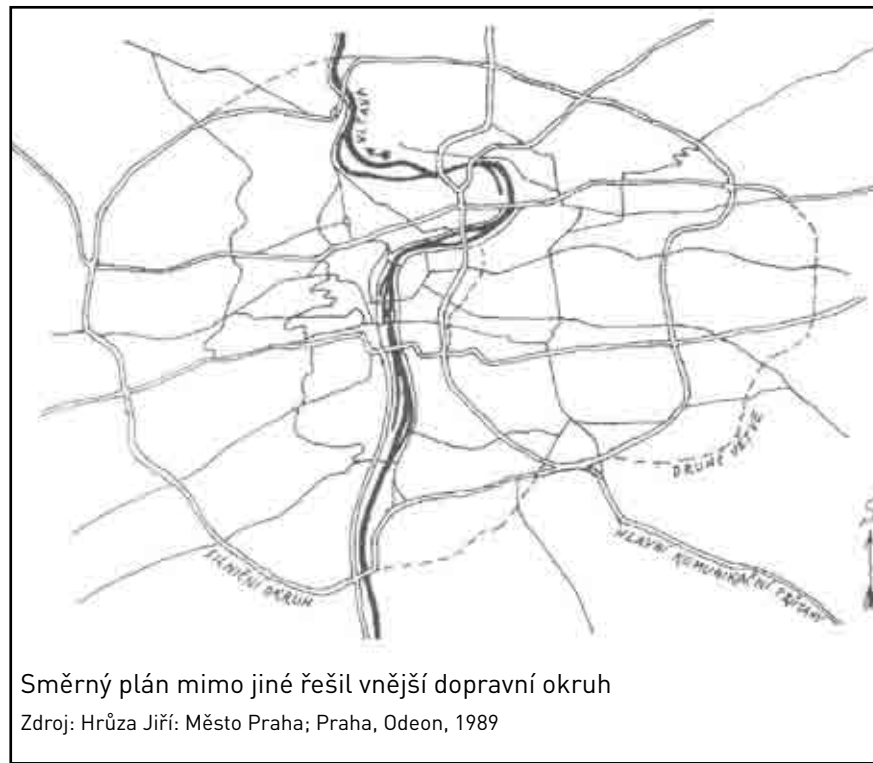 VLTAVA
DRUHÉ VĚTVE
SILNIČNÍ OKRUH
HLAVNÍ KOMUNIKAČNÍ
Směrný plán mimo jiné řešil vnější dopravní okruh
Zdroj: Hrůza Jiří: Město Praha; Praha, Odeon, 1989